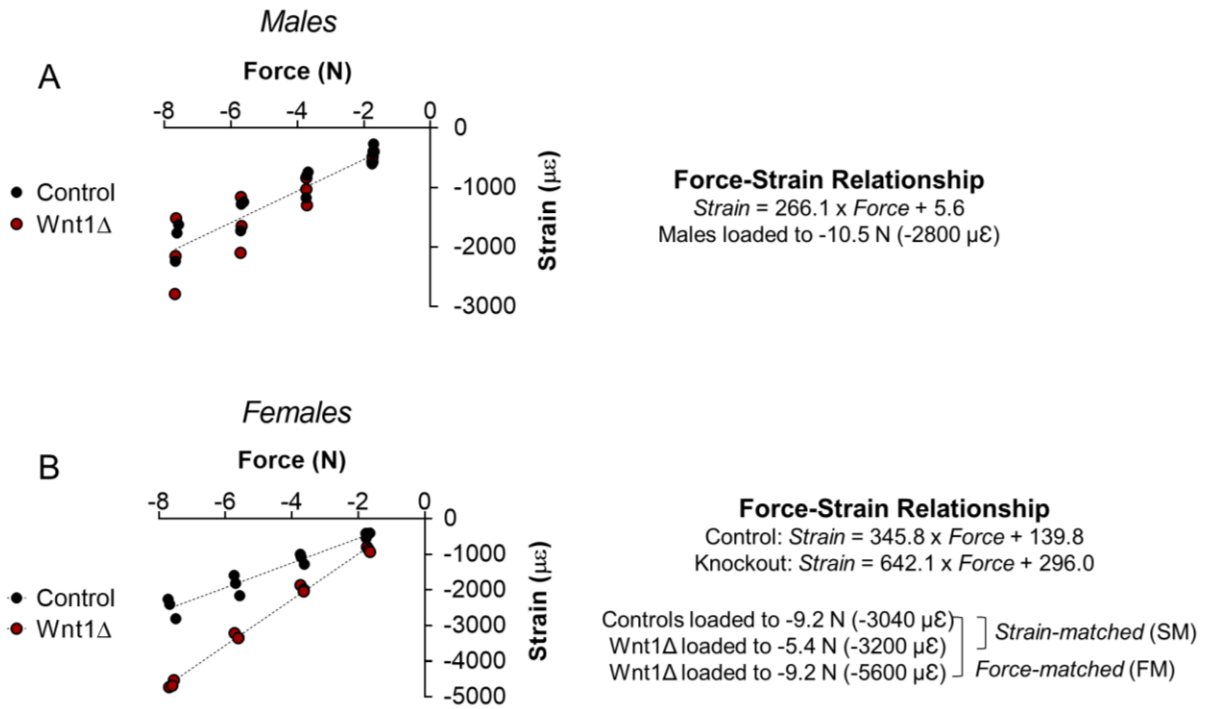 Males
A
Force (N)
-8 -6 -4 -2 0
0
-1000
-2000
-3000
Strain (µε)
Control
Wnt1Δ
Force-Strain Relationship
Strain = 266.1 x Force + 5.6
Males loaded to -10.5 N (-2800 µƐ)
Females
B
Force (N)
-8 -6 -4 -2 0
0
-1000
-2000
-3000
-4000
-5000
Strain (µε)
Control
Wnt1Δ
Force-Strain Relationship
Control: Strain = 345.8 x Force + 139.8
Knockout: Strain = 642.1 x Force + 296.0
Controls loaded to -9.2 N (-3040 µƐ)
Wnt1Δ loaded to -5.4 N (-3200 µƐ)
Wnt1Δ loaded to -9.2 N (-5600 µƐ)
Strain-matched (SM)
Force-matched (FM)